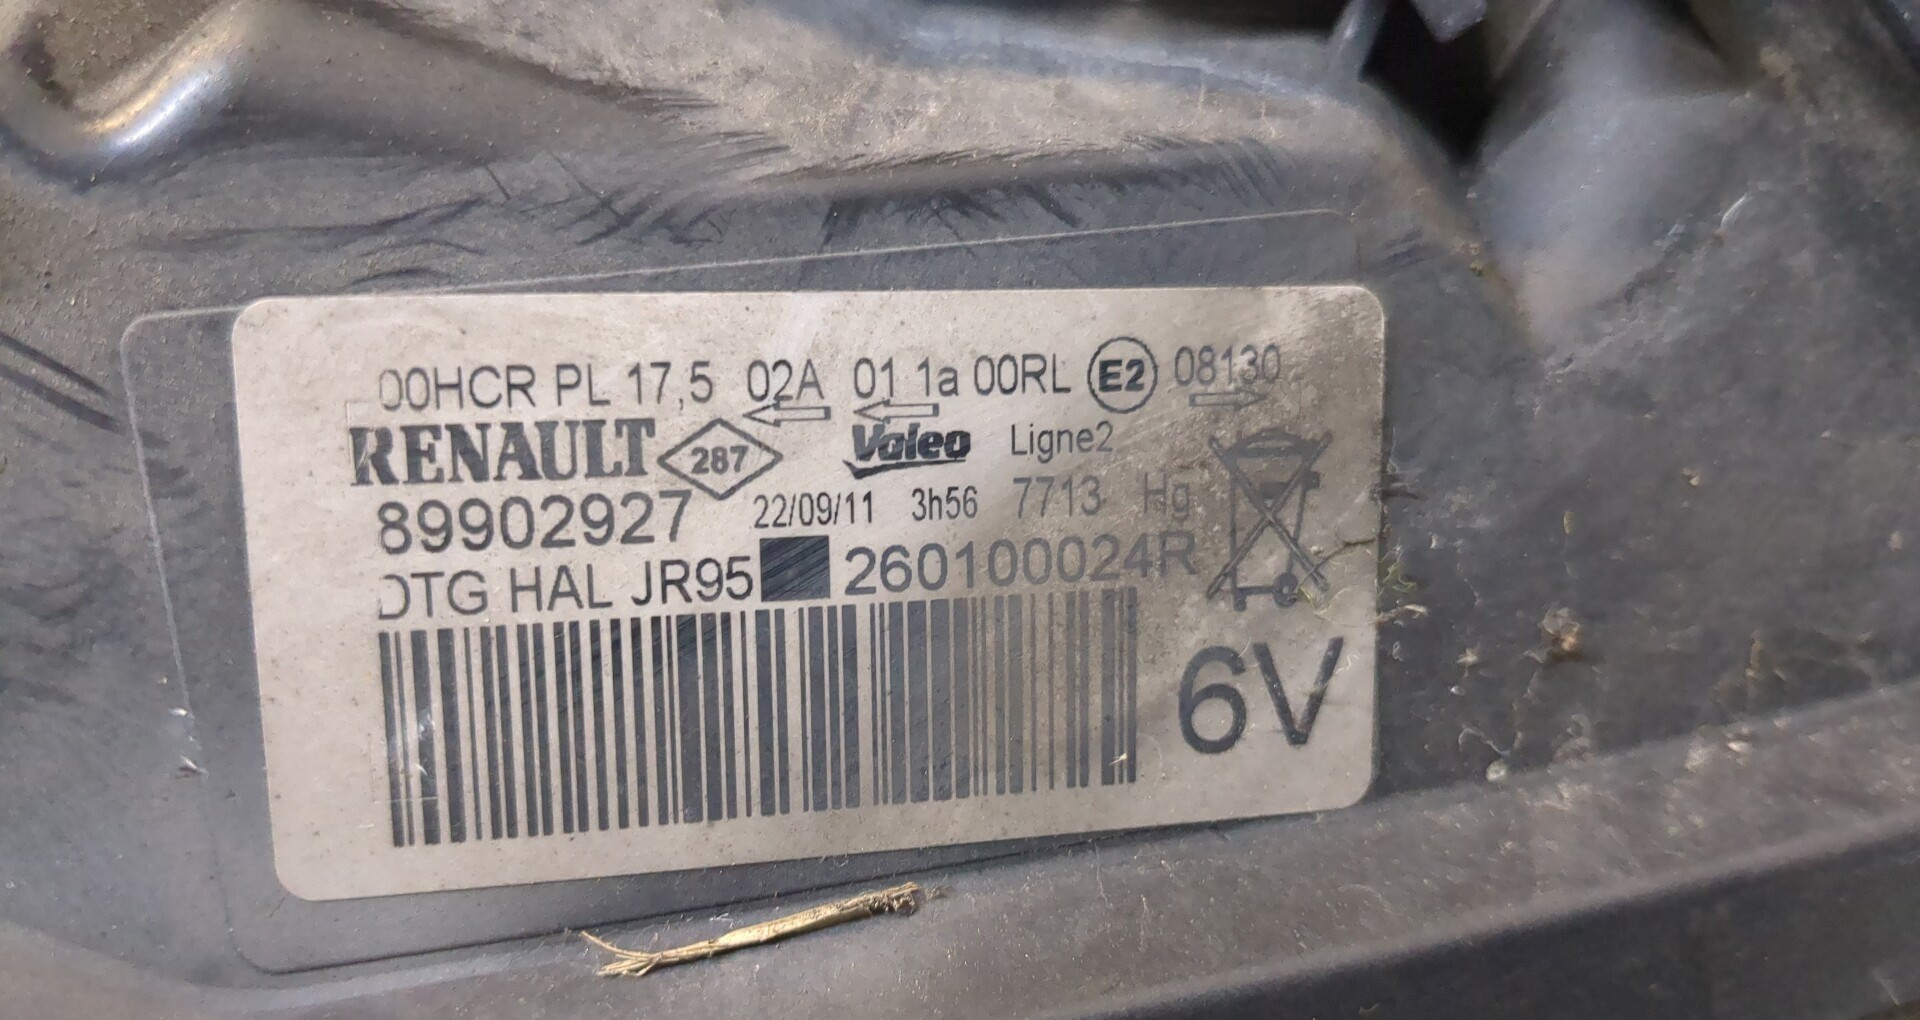 00HCR PL 17,5 02A 01 1a 00RL E2 08130
RENAULT 287 Valeo Ligne2
89902927 22/09/11 3h56 7713 Hg
OTG HAL JR95 260100024R
6V